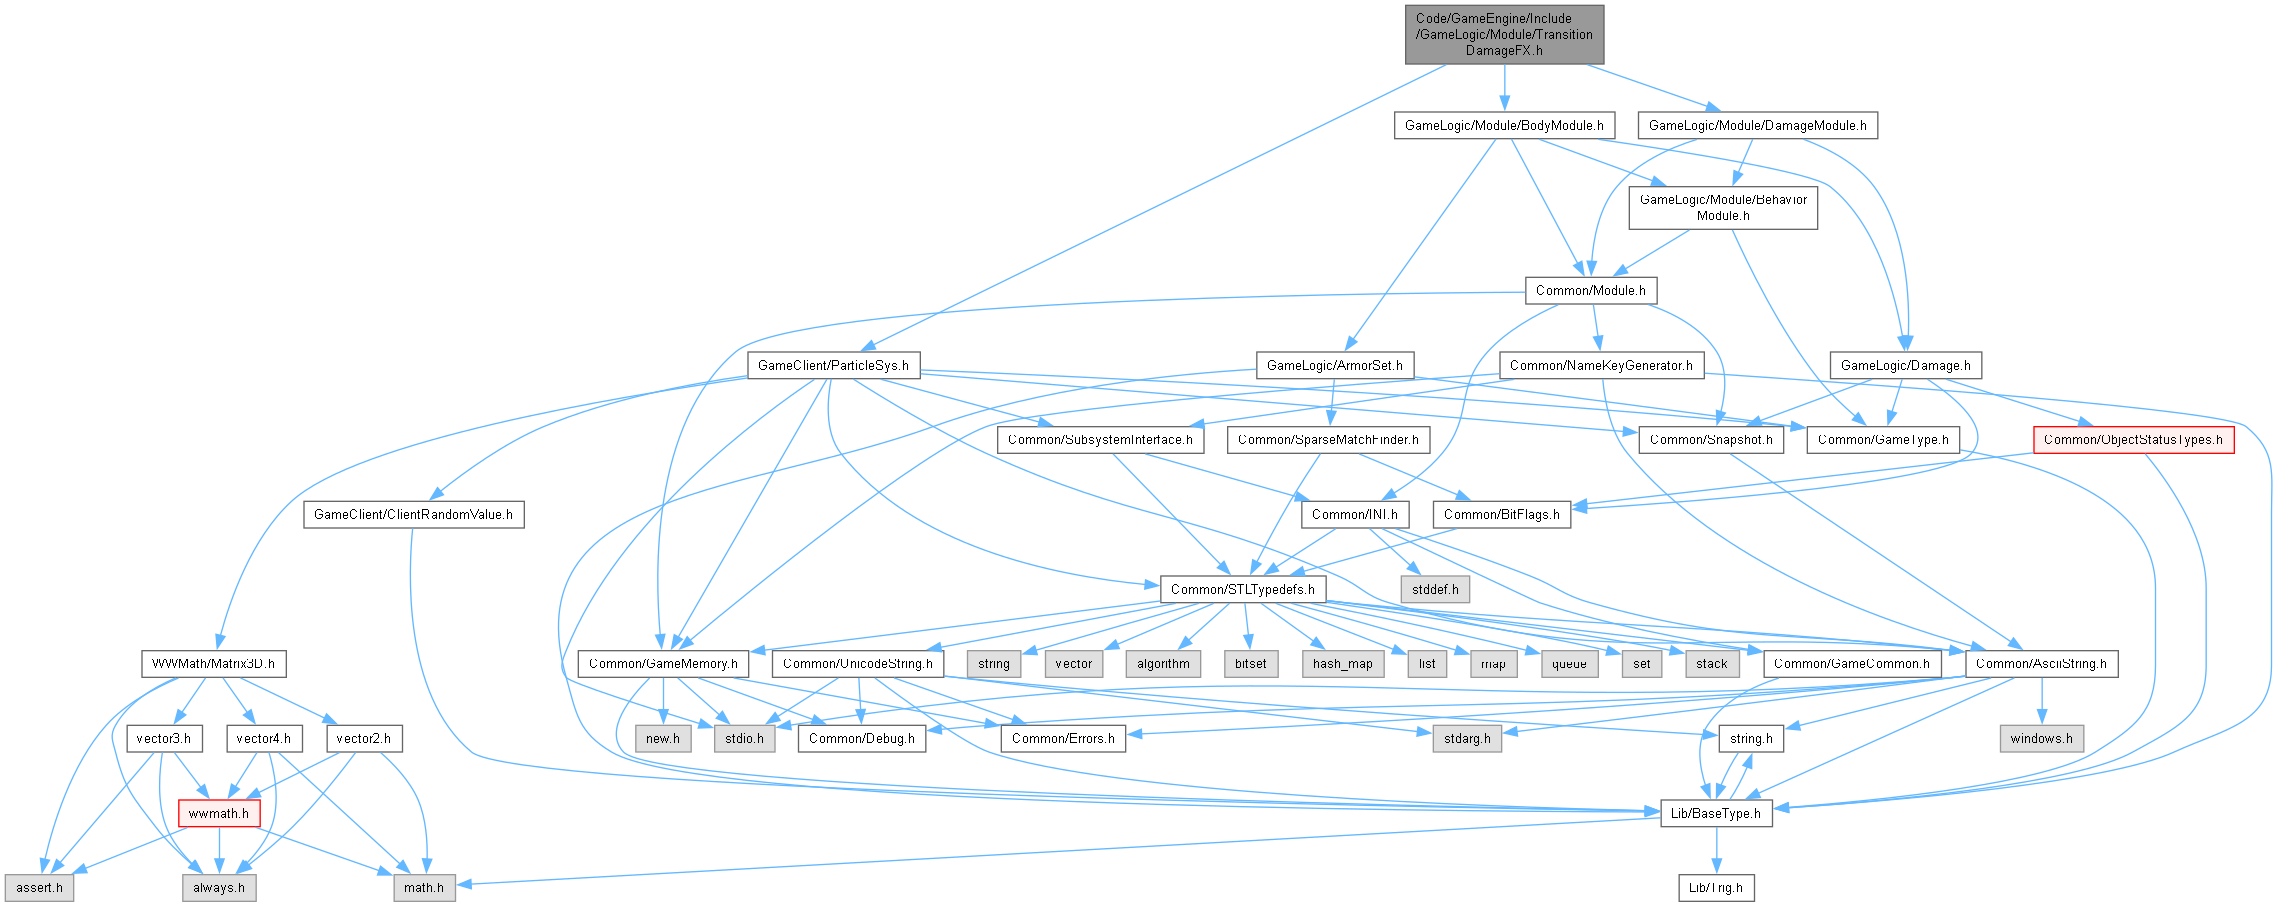 Code/GameEngine/Include
/GameLogic/Module/Transition
DamageFX.h
GameLogic/Module/BodyModule.h
GameLogic/Module/DamageModule.h
GameLogic/Module/Behavior
Module.h
Common/Module.h
GameClient/ParticleSys.h
GameLogic/ArmorSet.h
Common/NameKeyGenerator.h
GameLogic/Damage.h
Common/SubsystemInterface.h
Common/SparseMatchFinder.h
Common/Snapshot.h
Common/GameType.h
Common/ObjectStatusTypes.h
GameClient/ClientRandomValue.h
Common/INI.h
Common/BitFlags.h
Common/STLTypedefs.h
stddef.h
WWMath/Matrix3D.h
Common/GameMemory.h
Common/UnicodeString.h
string
vector
algorithm
bitset
hash_map
list
map
queue
set
stack
Common/GameCommon.h
Common/AsciiString.h
vector3.h
vector4.h
vector2.h
new.h
stdio.h
Common/Debug.h
Common/Errors.h
stdarg.h
string.h
windows.h
wwmath.h
Lib/BaseType.h
assert.h
always.h
math.h
Lib/Trig.h